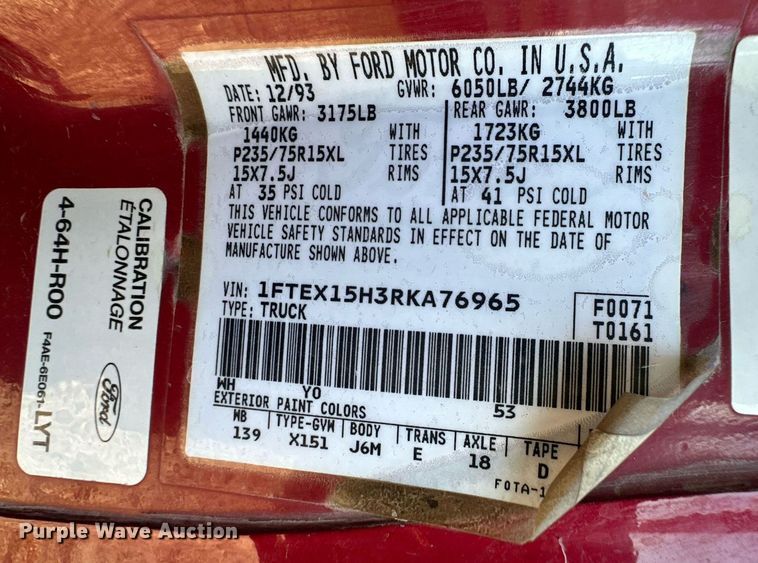 MFD. BY FORD MOTOR CO. IN U.S.A.
DATE: 12/93 GVWR: 6050LB/ 2744KG
FRONT GAWR: 3175LB REAR GAWR: 3800LB
1440KG WITH 1723KG WITH
P235/75R15XL TIRES P235/75R15XL TIRES
15X7.5J RIMS 15X7.5J RIMS
AT 35 PSI COLD AT 41 PSI COLD
THIS VEHICLE CONFORMS TO ALL APPLICABLE FEDERAL MOTOR
VEHICLE SAFETY STANDARDS IN EFFECT ON THE DATE OF
MANUFACTURE SHOWN ABOVE.
VIN: 1FTEX15H3RKA76965 F0071
TYPE: TRUCK T0161
WH YO
EXTERIOR PAINT COLORS 53
WB TYPE-GVW BODY TRANS AXLE TAPE
139 X151 J6M E 18 D
FOTA-1
CALIBRATION
ÉTALONNAGE
4-64H-R00
F4AE-6E061-LYT
Ford
Purple Wave Auction